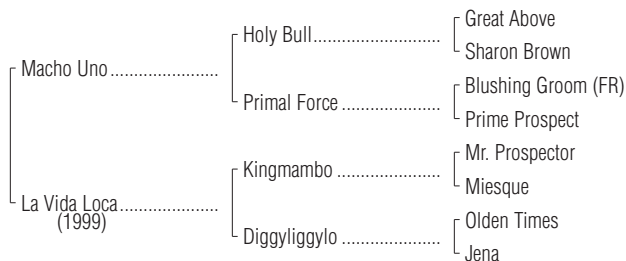 Great Above
Holy Bull
Sharon Brown
Macho Uno
Blushing Groom (FR)
Primal Force
Prime Prospect
Mr. Prospector
Kingmambo
Miesque
La Vida Loca
(1999)
Olden Times
Diggyliggylo
Jena